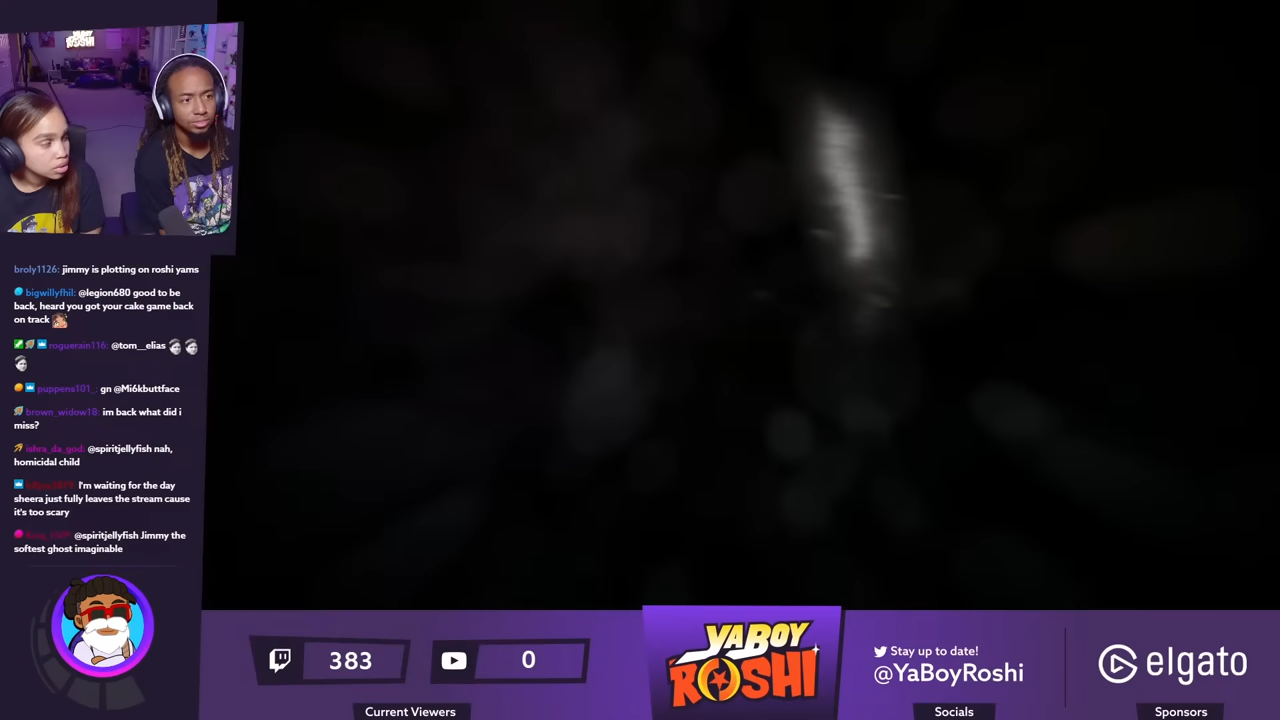 YABOY
ROSHI
broly1126: jimmy is plotting on roshi yams
bigwillyfhil: @legion680 good to be
back, heard you got your cake game back
on track
roguerain116: @tom__elias
puppens101_: gn @Mi6kbuttface
brown_widow18: im back what did i
miss?
ishra_da_god: @spiritjellyfish nah,
homicidal child
I'm waiting for the day
sheera just fully leaves the stream cause
it's too scary
@spiritjellyfish Jimmy the
softest ghost imaginable
383
0
Current Viewers
YABOY
ROSHI
Stay up to date!
@YaBoyRoshi
Socials
elgato
Sponsors